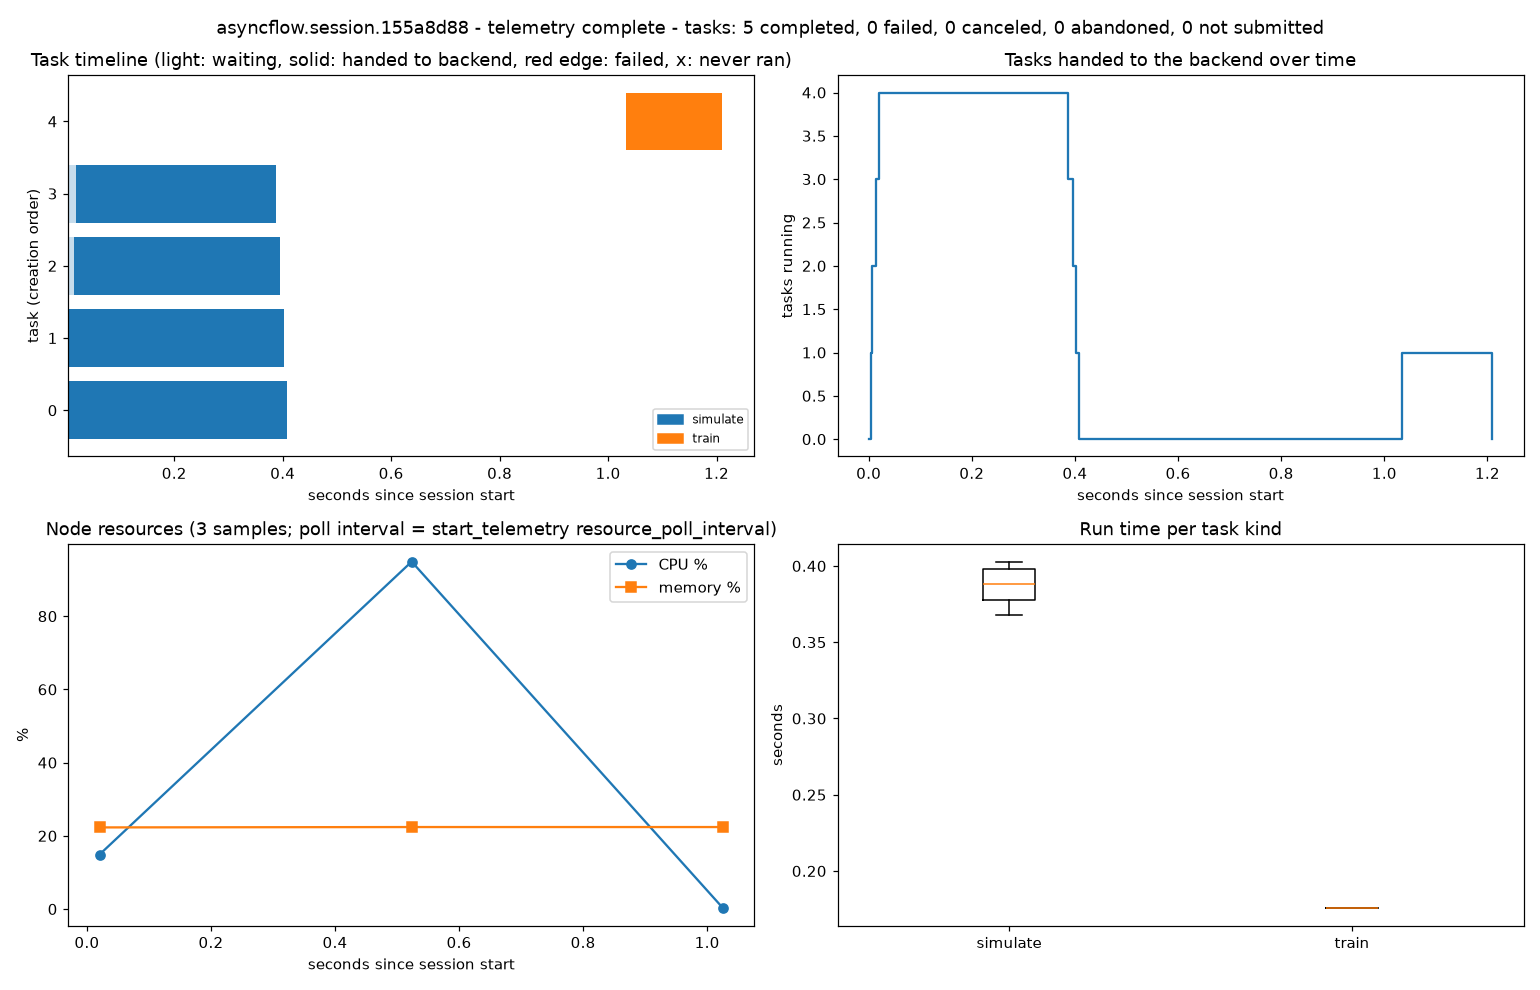 asyncflow.session.155a8d88 - telemetry complete - tasks: 5 completed, 0 failed, 0 canceled, 0 abandoned, 0 not submitted
Task timeline (light: waiting, solid: handed to backend, red edge: failed, x: never ran)
task (creation order)
4
3
2
1
0
simulate
train
0.2
0.4
0.6
0.8
1.0
1.2
seconds since session start
Tasks handed to the backend over time
tasks running
4.0
3.5
3.0
2.5
2.0
1.5
1.0
0.5
0.0
0.0
0.2
0.4
0.6
0.8
1.0
1.2
seconds since session start
Node resources (3 samples; poll interval = start_telemetry resource_poll_interval)
%
80
60
40
20
0
CPU %
memory %
0.0
0.2
0.4
0.6
0.8
1.0
seconds since session start
Run time per task kind
seconds
0.40
0.35
0.30
0.25
0.20
simulate
train